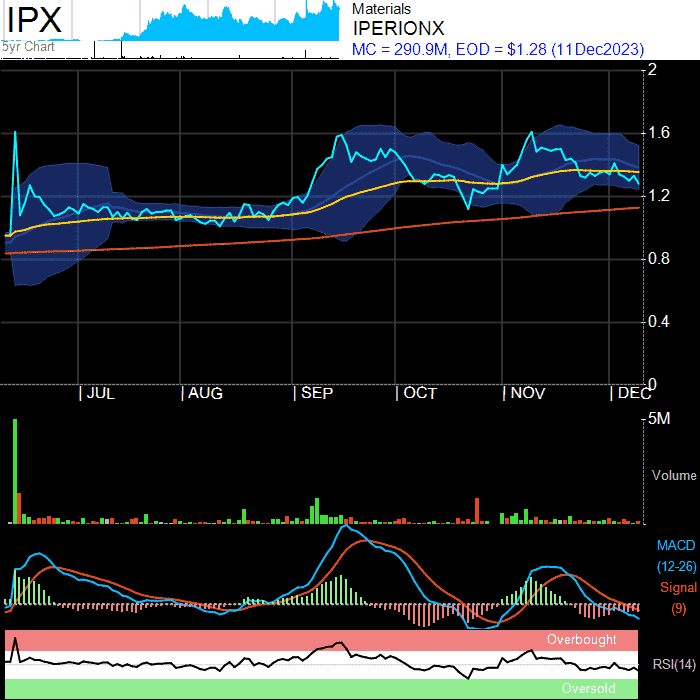 IPX
Materials
IPERIONX
5yr Chart
MC = 290.9M, EOD = $1.28 (11Dec2023)
2
1.6
1.2
0.8
0.4
0
| JUL | AUG | SEP | OCT | NOV | DEC
5M
Volume
MACD
(12-26)
Signal
(9)
Overbought
RSI(14)
Oversold